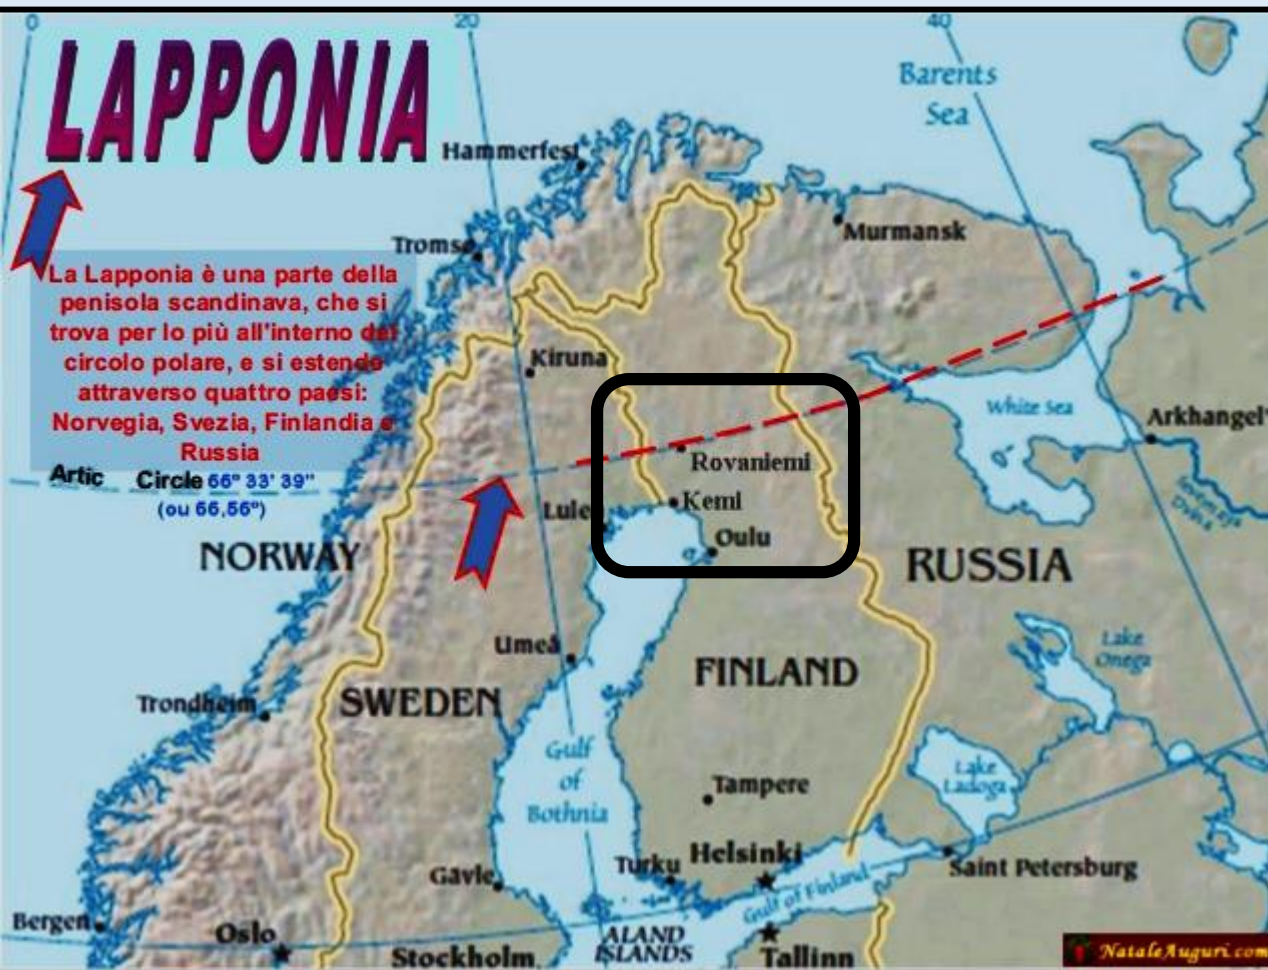 0
20
40
LAPPONIA
Barents
Sea
Hammerfest
Tromsø
Murmansk
La Lapponia è una parte della
penisola scandinava, che si
trova per lo più all'interno del
circolo polare, e si estende
attraverso quattro paesi:
Norvegia, Svezia, Finlandia e
Russia
Kiruna
White Sea
Arkhangel'
Artic Circle 66° 33' 39"
(ou 66,56°)
Rovaniemi
Kemi
Lule
Oulu
NORWAY
RUSSIA
Umeå
FINLAND
Lake
Onega
Trondheim
SWEDEN
Gulf
of
Bothnia
Tampere
Lake
Ladoga
Gävle
Turku
Helsinki
Saint Petersburg
Gulf of Finland
Bergen
Oslo
Stockholm
ALAND
ISLANDS
Tallinn
NataleAuguri.com